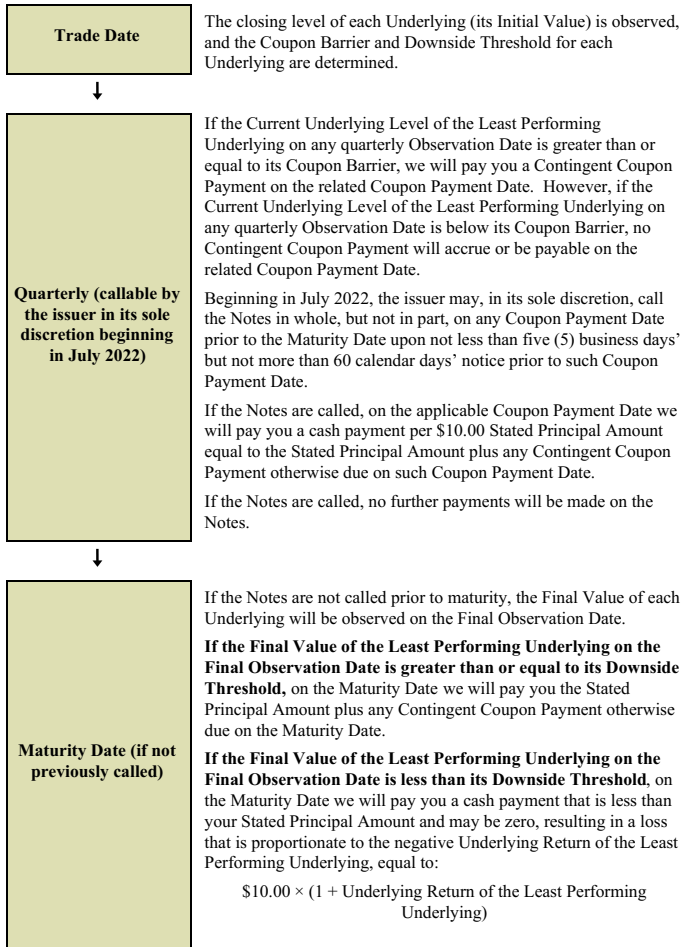 Trade Date
The closing level of each Underlying (its Initial Value) is observed,
and the Coupon Barrier and Downside Threshold for each
Underlying are determined.
↓
Quarterly (callable by
the issuer in its sole
discretion beginning
in July 2022)
If the Current Underlying Level of the Least Performing
Underlying on any quarterly Observation Date is greater than or
equal to its Coupon Barrier, we will pay you a Contingent Coupon
Payment on the related Coupon Payment Date. However, if the
Current Underlying Level of the Least Performing Underlying on
any quarterly Observation Date is below its Coupon Barrier, no
Contingent Coupon Payment will accrue or be payable on the
related Coupon Payment Date.
Beginning in July 2022, the issuer may, in its sole discretion, call
the Notes in whole, but not in part, on any Coupon Payment Date
prior to the Maturity Date upon not less than five (5) business days’
but not more than 60 calendar days’ notice prior to such Coupon
Payment Date.
If the Notes are called, on the applicable Coupon Payment Date we
will pay you a cash payment per $10.00 Stated Principal Amount
equal to the Stated Principal Amount plus any Contingent Coupon
Payment otherwise due on such Coupon Payment Date.
If the Notes are called, no further payments will be made on the
Notes.
↓
Maturity Date (if not
previously called)
If the Notes are not called prior to maturity, the Final Value of each
Underlying will be observed on the Final Observation Date.
If the Final Value of the Least Performing Underlying on the
Final Observation Date is greater than or equal to its Downside
Threshold, on the Maturity Date we will pay you the Stated
Principal Amount plus any Contingent Coupon Payment otherwise
due on the Maturity Date.
If the Final Value of the Least Performing Underlying on the
Final Observation Date is less than its Downside Threshold, on
the Maturity Date we will pay you a cash payment that is less than
your Stated Principal Amount and may be zero, resulting in a loss
that is proportionate to the negative Underlying Return of the Least
Performing Underlying, equal to:
$10.00 × (1 + Underlying Return of the Least Performing
Underlying)